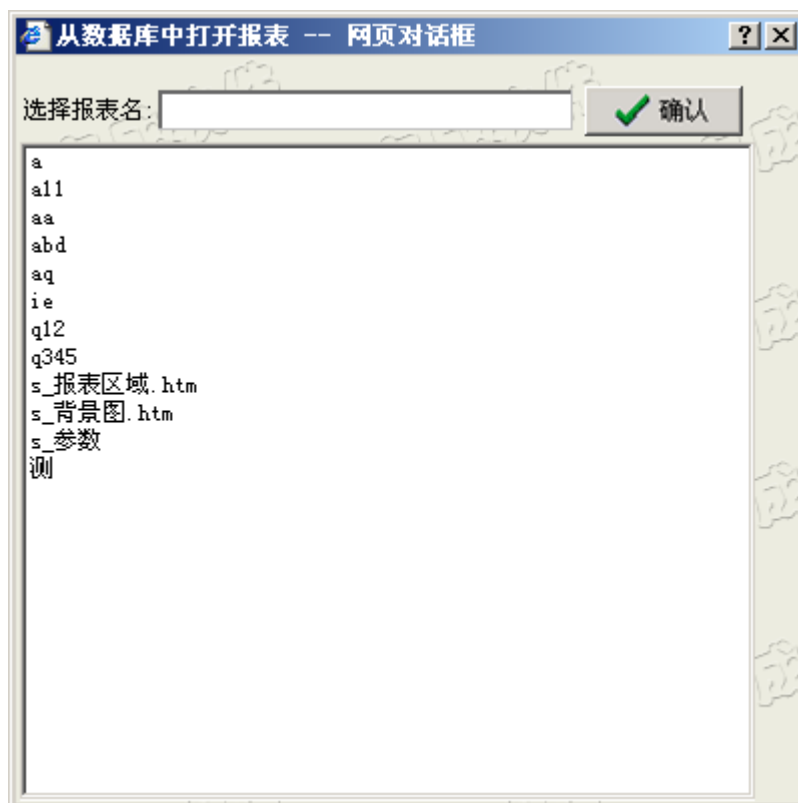 从数据库中打开报表 -- 网页对话框
选择报表名:
确认
a
a11
aa
abd
aq
ie
q12
q345
s_报表区域.htm
s_背景图.htm
s_参数
测